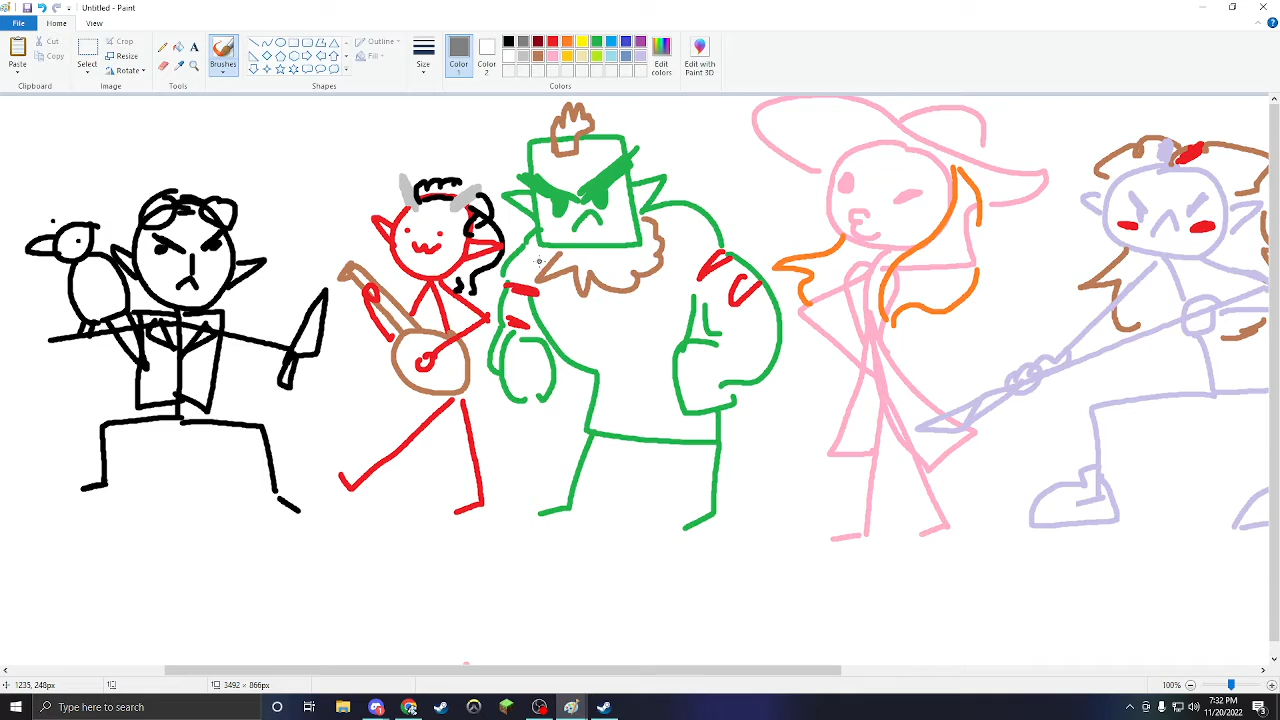 Untitled - Paint
File Home View
Paste Cut Copy
Clipboard
Select Crop Resize Rotate
Image
A
Tools
Brushes
Outline Fill
Shapes
Size
Color 1
Color 2
Edit colors
Colors
Edit with Paint 3D
1235, 248px
3492 × 866px
100%
Type here to search
7:32 PM
11/20/2022